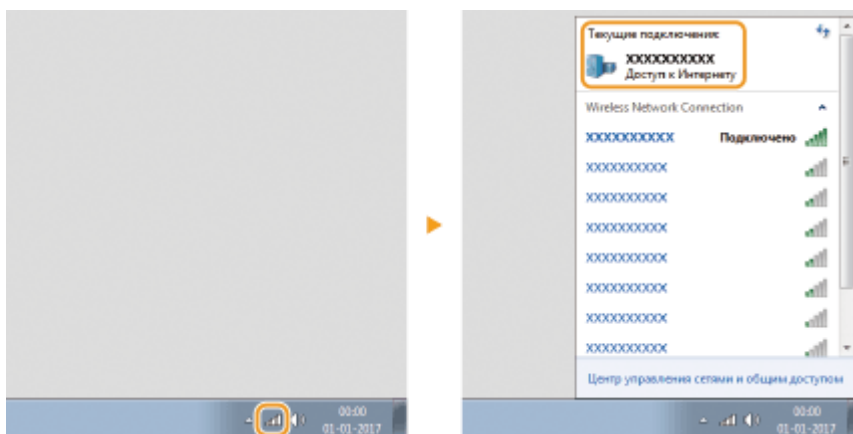 00:00
01-01-2017
Текущие подключения:
XXXXXXXXXX
Доступ к Интернету
Wireless Network Connection
XXXXXXXXXX Подключено
XXXXXXXXXX
XXXXXXXXXX
XXXXXXXXXX
XXXXXXXXXX
XXXXXXXXXX
XXXXXXXXXX
XXXXXXXXXX
Центр управления сетями и общим доступом
00:00
01-01-2017